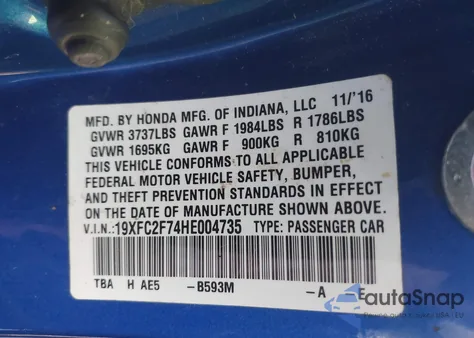 MFD. BY HONDA MFG. OF INDIANA, LLC 11/'16
GVWR 3737LBS GAWR F 1984LBS R 1786LBS
GVWR 1695KG GAWR F 900KG R 810KG
THIS VEHICLE CONFORMS TO ALL APPLICABLE
FEDERAL MOTOR VEHICLE SAFETY, BUMPER,
AND THEFT PREVENTION STANDARDS IN EFFECT
ON THE DATE OF MANUFACTURE SHOWN ABOVE.
V.I.N.:19XFC2F74HE004735 TYPE: PASSENGER CAR
TBA H AE5 -B593M -A E
autaSnap